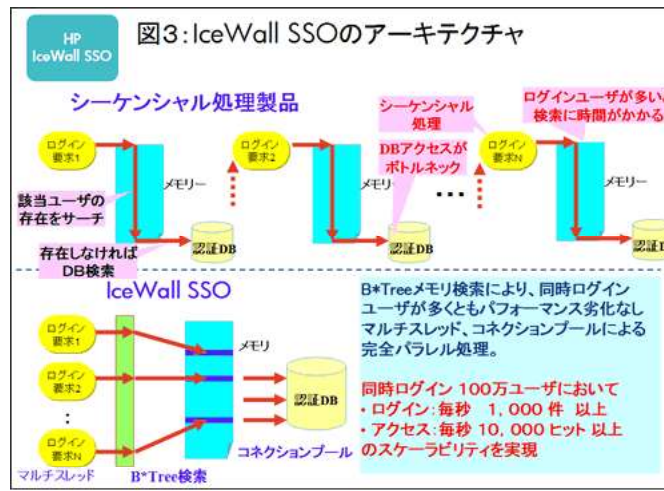 HP
IceWall SSO
図3:IceWall SSOのアーキテクチャ
シーケンシャル処理製品
ログイン
要求1
メモリー
該当ユーザの
存在をサーチ
存在しなければ
DB検索
認証DB
ログイン
要求2
メモリー
シーケンシャル
処理
DBアクセスが
ボトルネック
認証DB
...
ログイン
要求N
ログインユーザが多い
検索に時間がかかる
メモリー
認証DB
IceWall SSO
ログイン
要求1
ログイン
要求2
:
ログイン
要求N
マルチスレッド
B*Tree検索
メモリ
認証DB
コネクションプール
B*Treeメモリ検索により、同時ログイン
ユーザが多くともパフォーマンス劣化なし
マルチスレッド、コネクションプールによる
完全パラレル処理。
同時ログイン 100万ユーザにおいて
・ログイン:毎秒 1,000 件 以上
・アクセス:毎秒 10,000 ヒット 以上
のスケーラビリティを実現